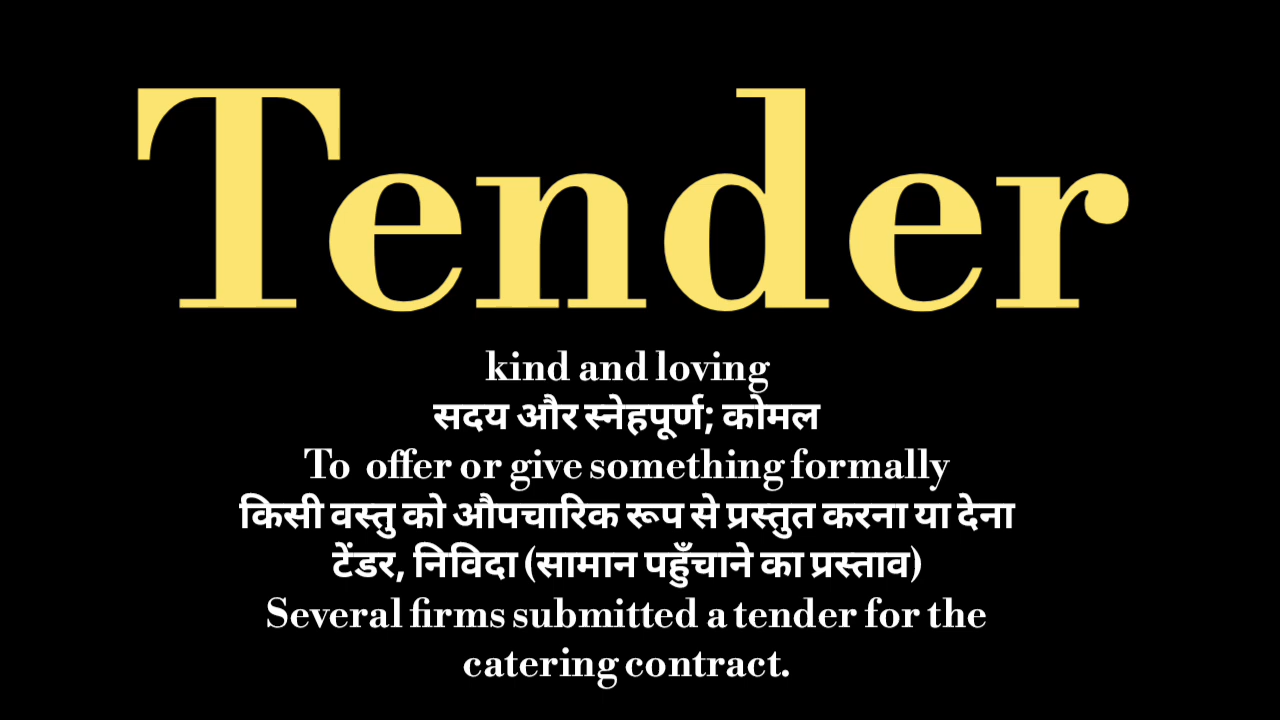 Tender
kind and loving
सदय और स्नेहपूर्ण; कोमल
To offer or give something formally
किसी वस्तु को औपचारिक रूप से प्रस्तुत करना या देना
टेंडर, निविदा (सामान पहुँचाने का प्रस्ताव)
Several firms submitted a tender for the
catering contract.